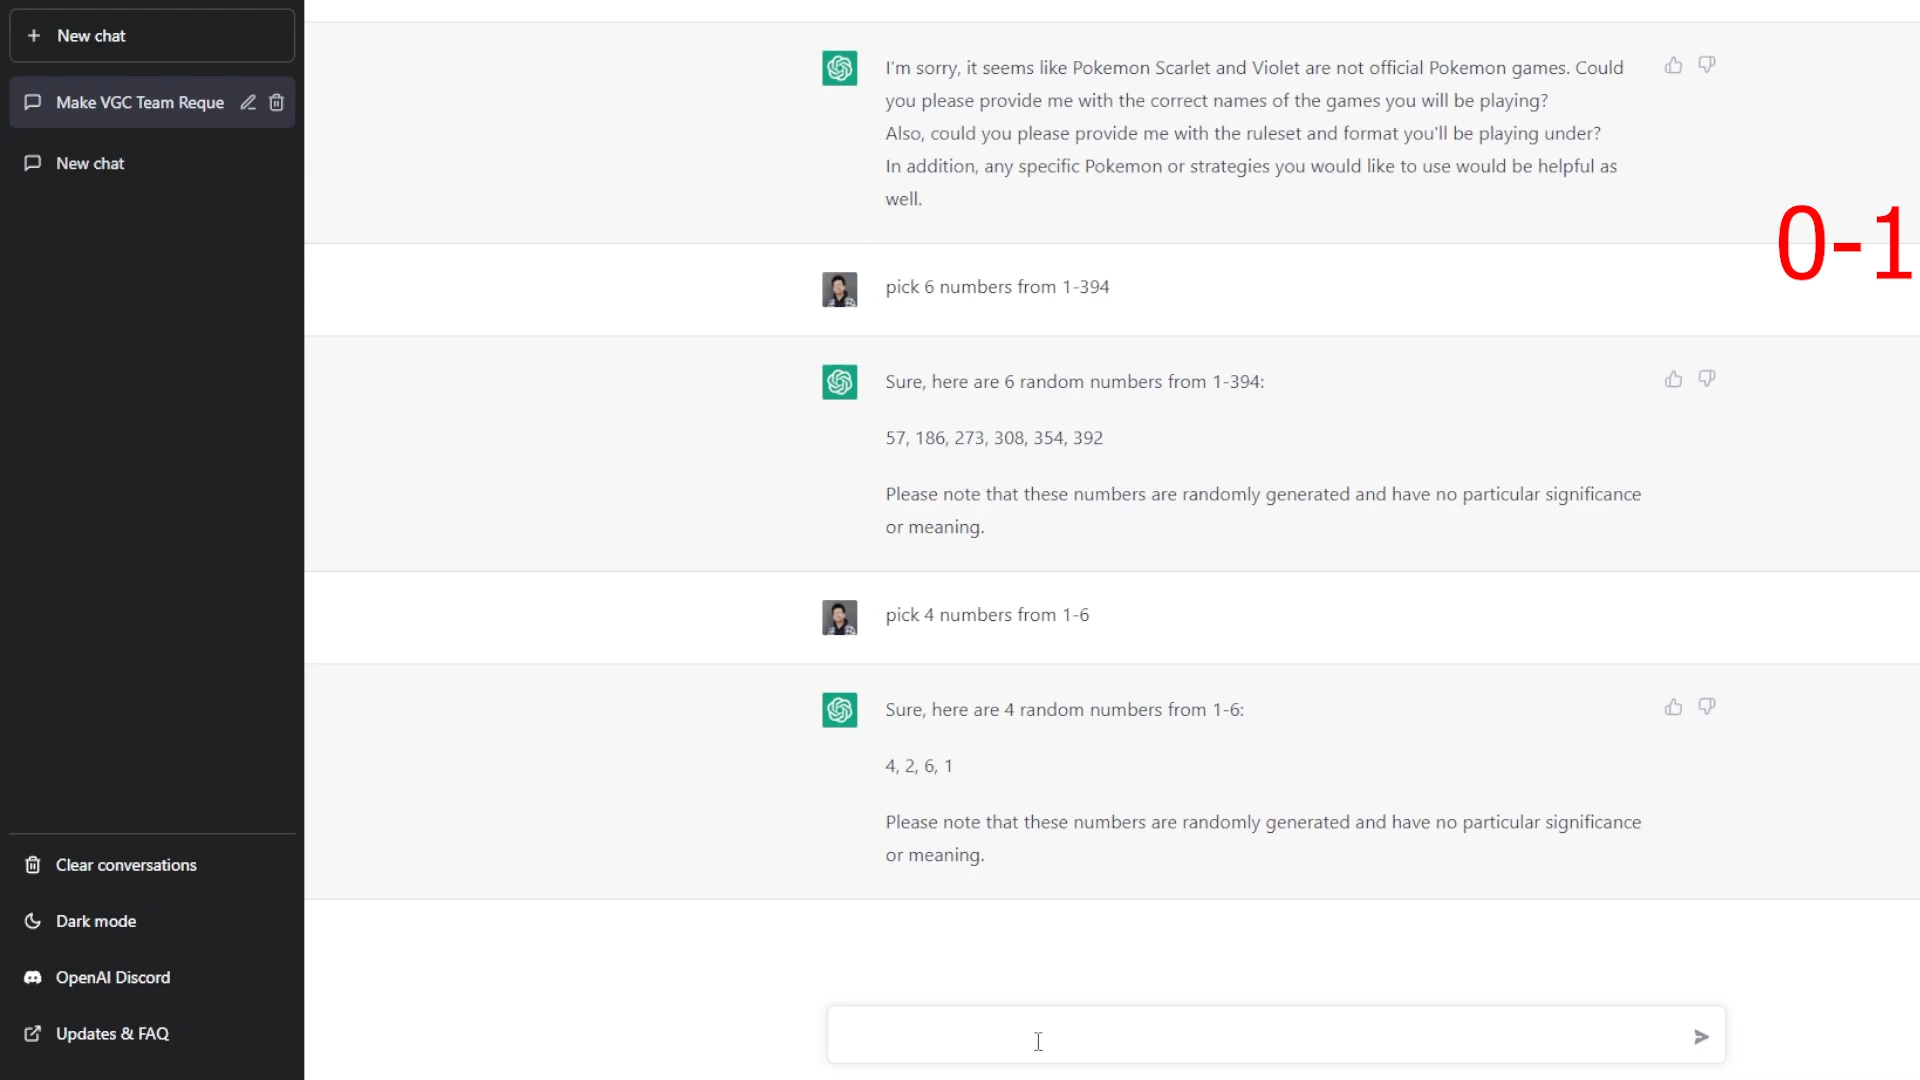 New chat
Make VGC Team Reque
New chat
Clear conversations
Dark mode
OpenAI Discord
Updates & FAQ
I'm sorry, it seems like Pokemon Scarlet and Violet are not official Pokemon games. Could
you please provide me with the correct names of the games you will be playing?
Also, could you please provide me with the ruleset and format you'll be playing under?
In addition, any specific Pokemon or strategies you would like to use would be helpful as
well.
0-1
pick 6 numbers from 1-394
Sure, here are 6 random numbers from 1-394:
57, 186, 273, 308, 354, 392
Please note that these numbers are randomly generated and have no particular significance
or meaning.
pick 4 numbers from 1-6
Sure, here are 4 random numbers from 1-6:
4, 2, 6, 1
Please note that these numbers are randomly generated and have no particular significance
or meaning.